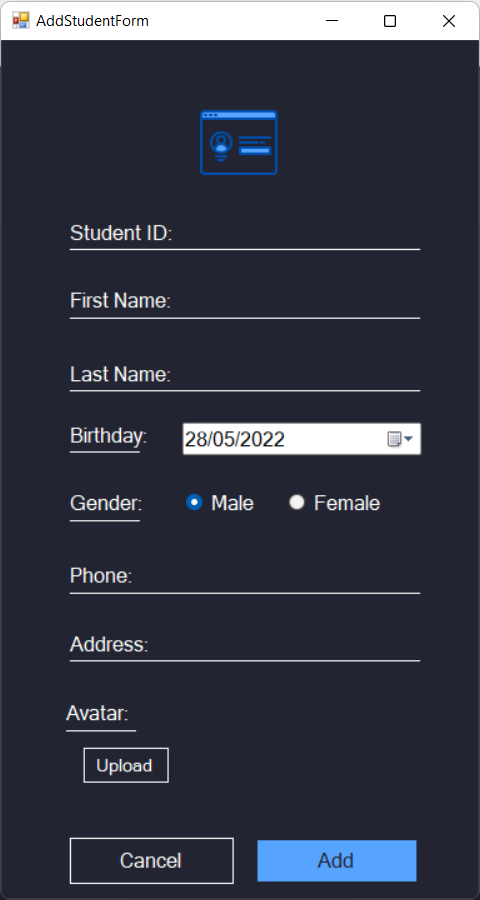 AddStudentForm
Student ID:
First Name:
Last Name:
Birthday: 28/05/2022
Gender: Male Female
Phone:
Address:
Avatar:
Upload
Cancel Add